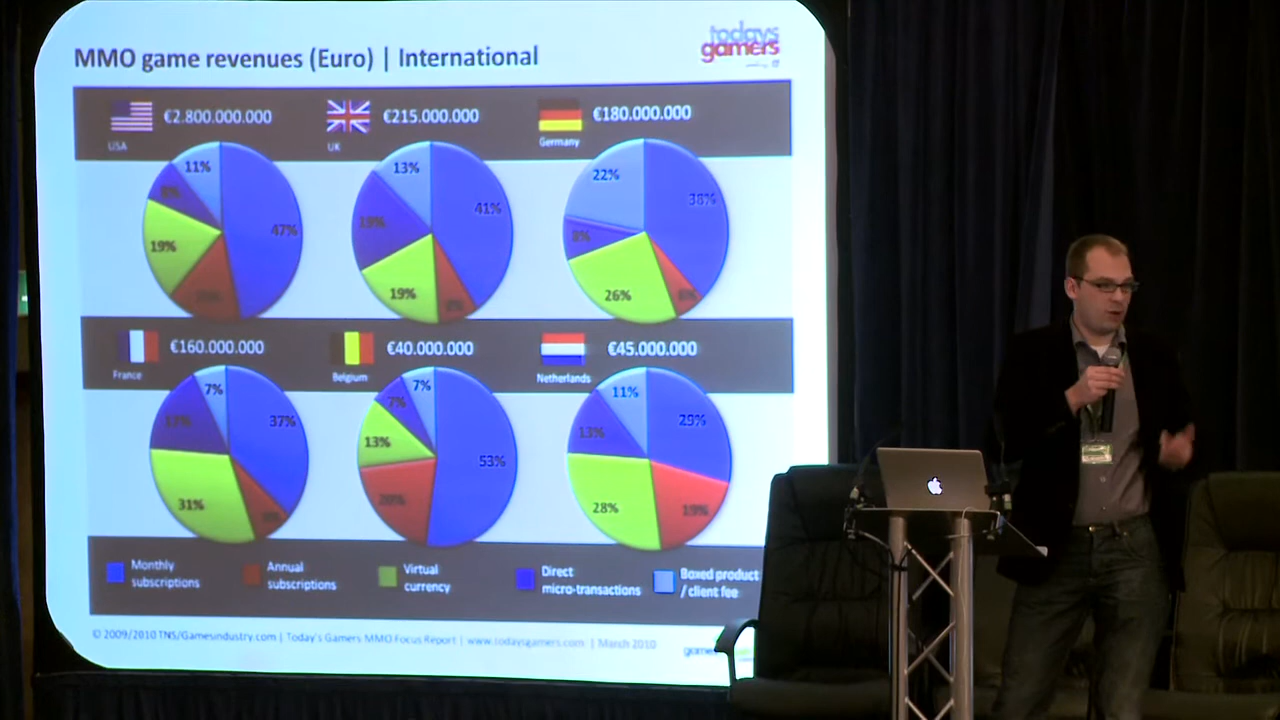 MMO game revenues (Euro) | International
todays
gamers
€2.800.000.000
€215.000.000
€180.000.000
USA
UK
Germany
11%
47%
19%
13%
41%
19%
19%
22%
38%
8%
26%
€160.000.000
€40.000.000
€45.000.000
France
Belgium
Netherlands
7%
37%
31%
7%
7%
53%
13%
20%
11%
29%
13%
28%
19%
Monthly
subscriptions
Annual
subscriptions
Virtual
currency
Direct
micro-transactions
Boxed product
/ client fee
© 2009/2010 TNS/Gamesindustry.com | Today's Gamers MMO Focus Report | www.todaysgamers.com | March 2010